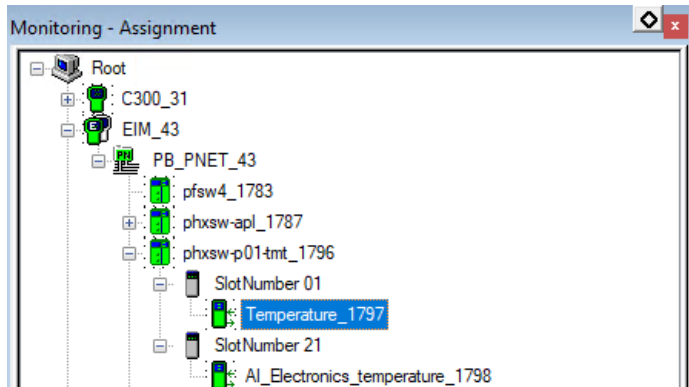 Monitoring - Assignment
Root
C300_31
EIM_43
PB_PNET_43
pfsw4_1783
phxsw-apl_1787
phxsw-p01-tmt_1796
SlotNumber 01
Temperature_1797
SlotNumber 21
AI_Electronics_temperature_1798